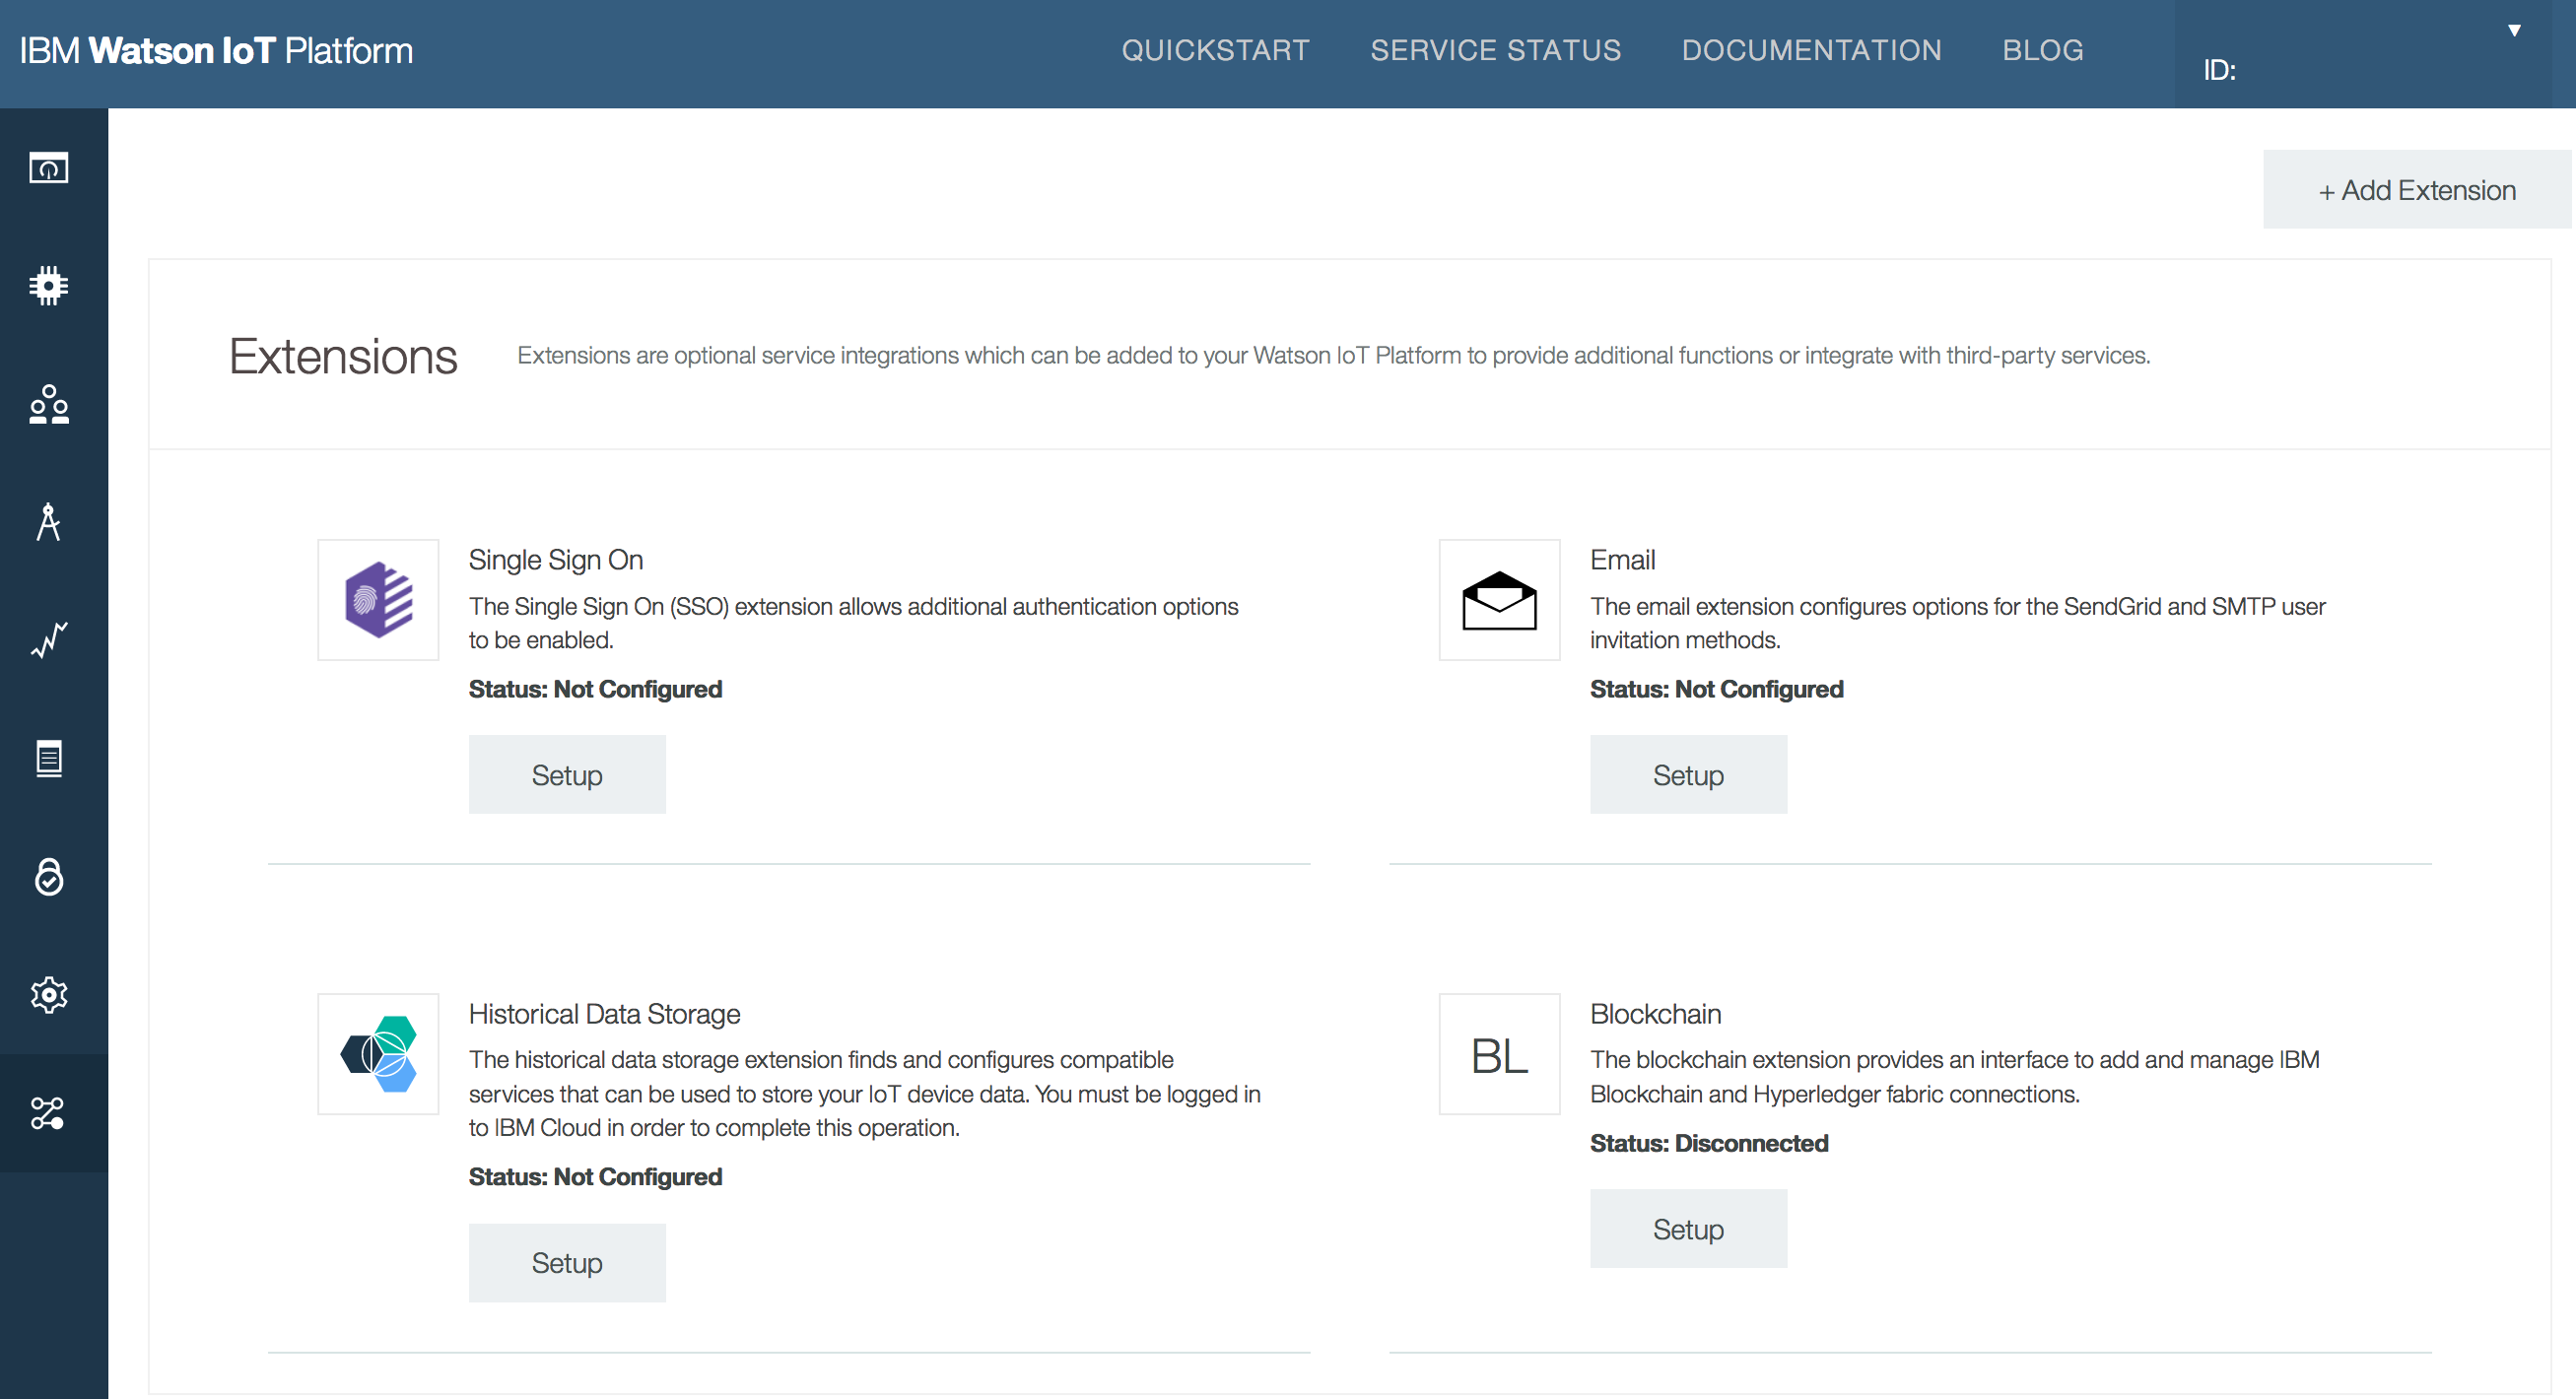 IBM Watson IoT Platform
QUICKSTART
SERVICE STATUS
DOCUMENTATION
BLOG
ID:
+ Add Extension
Extensions
Extensions are optional service integrations which can be added to your Watson IoT Platform to provide additional functions or integrate with third-party services.
Single Sign On
The Single Sign On (SSO) extension allows additional authentication options
to be enabled.
Status: Not Configured
Setup
Email
The email extension configures options for the SendGrid and SMTP user
invitation methods.
Status: Not Configured
Setup
Historical Data Storage
The historical data storage extension finds and configures compatible
services that can be used to store your IoT device data. You must be logged in
to IBM Cloud in order to complete this operation.
Status: Not Configured
Setup
BL
Blockchain
The blockchain extension provides an interface to add and manage IBM
Blockchain and Hyperledger fabric connections.
Status: Disconnected
Setup